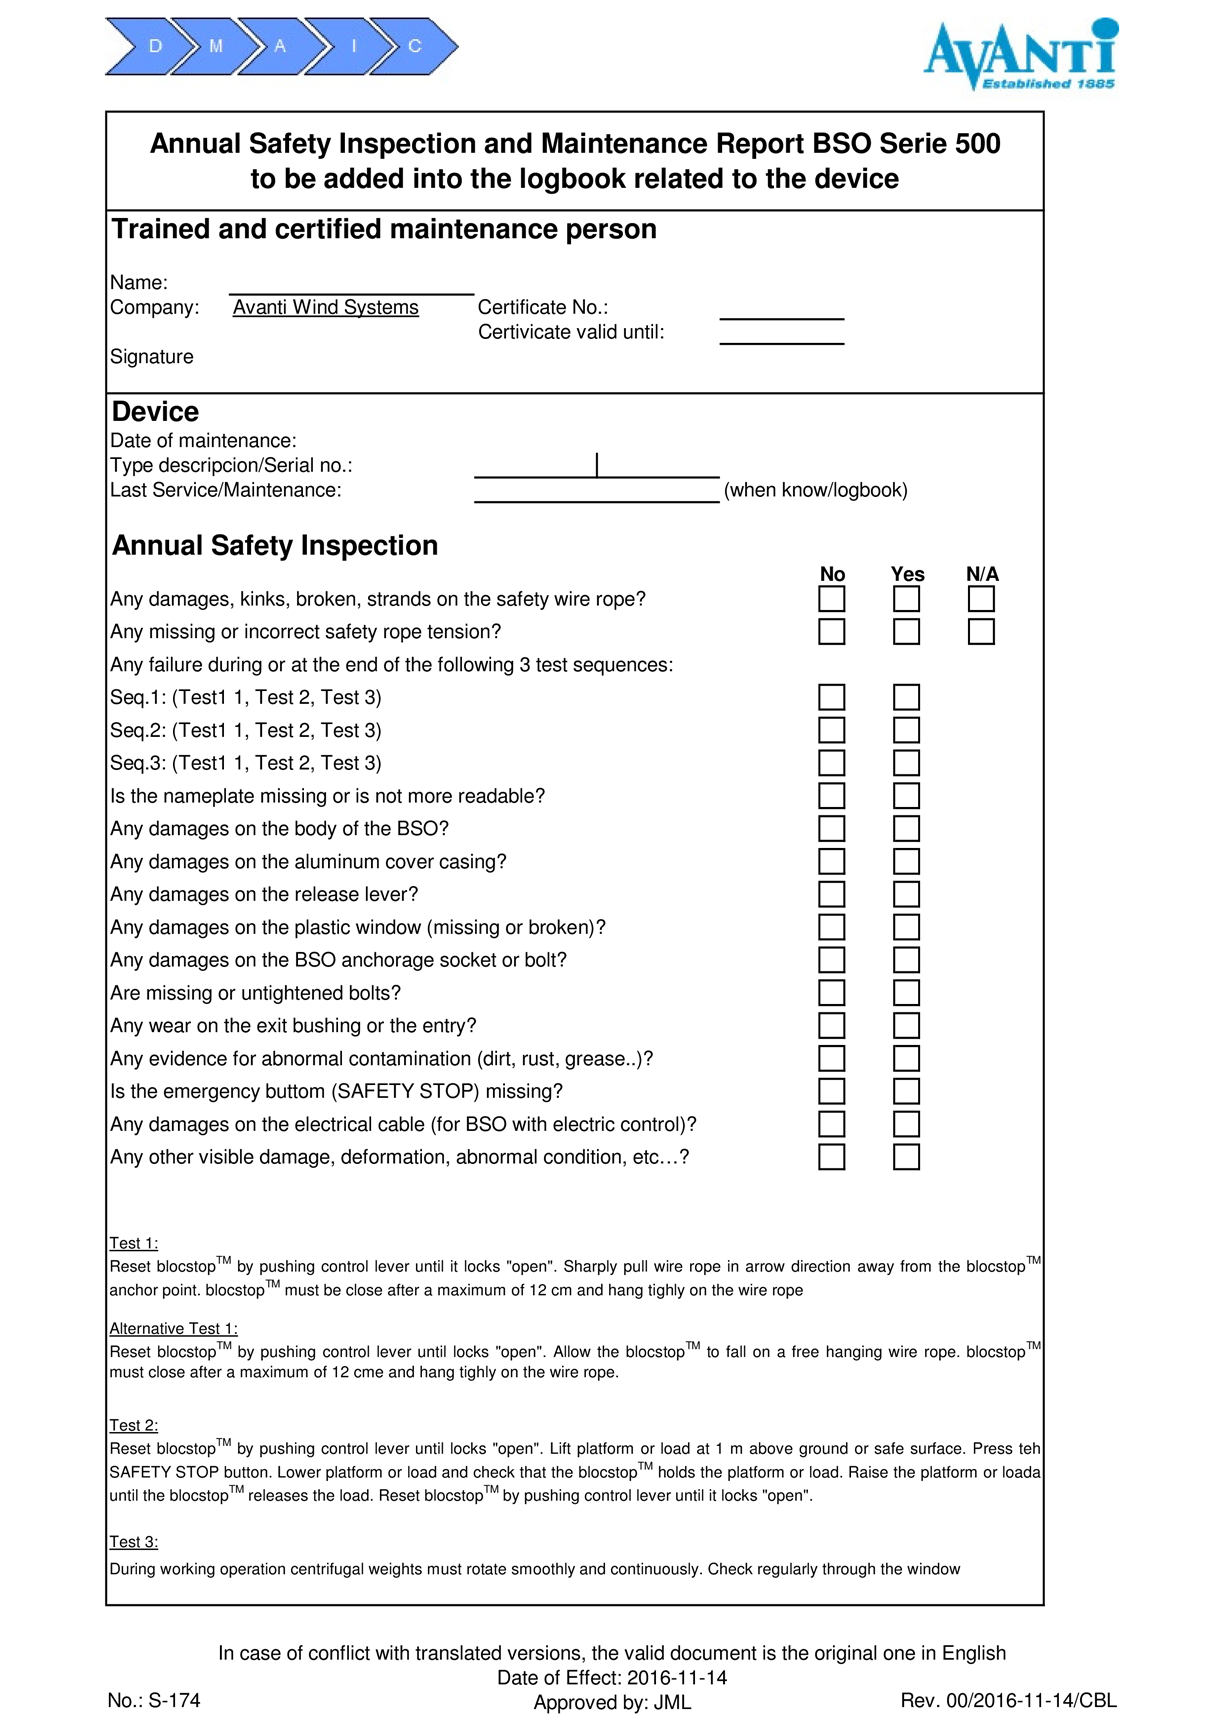 D M A I C
AVANTi
Established 1885
Annual Safety Inspection and Maintenance Report BSO Serie 500
to be added into the logbook related to the device
Trained and certified maintenance person
Name:
Company: Avanti Wind Systems Certificate No.:
Certivicate valid until:
Signature
Device
Date of maintenance:
Type descripcion/Serial no.:
Last Service/Maintenance: (when know/logbook)
Annual Safety Inspection
No Yes N/A
Any damages, kinks, broken, strands on the safety wire rope?
Any missing or incorrect safety rope tension?
Any failure during or at the end of the following 3 test sequences:
Seq.1: (Test1 1, Test 2, Test 3)
Seq.2: (Test1 1, Test 2, Test 3)
Seq.3: (Test1 1, Test 2, Test 3)
Is the nameplate missing or is not more readable?
Any damages on the body of the BSO?
Any damages on the aluminum cover casing?
Any damages on the release lever?
Any damages on the plastic window (missing or broken)?
Any damages on the BSO anchorage socket or bolt?
Are missing or untightened bolts?
Any wear on the exit bushing or the entry?
Any evidence for abnormal contamination (dirt, rust, grease..)?
Is the emergency buttom (SAFETY STOP) missing?
Any damages on the electrical cable (for BSO with electric control)?
Any other visible damage, deformation, abnormal condition, etc…?
Test 1:
Reset blocstop™ by pushing control lever until it locks "open". Sharply pull wire rope in arrow direction away from the blocstop™
anchor point. blocstop™ must be close after a maximum of 12 cm and hang tighly on the wire rope
Alternative Test 1:
Reset blocstop™ by pushing control lever until locks "open". Allow the blocstop™ to fall on a free hanging wire rope. blocstop™
must close after a maximum of 12 cme and hang tighly on the wire rope.
Test 2:
Reset blocstop™ by pushing control lever until locks "open". Lift platform or load at 1 m above ground or safe surface. Press teh
SAFETY STOP button. Lower platform or load and check that the blocstop™ holds the platform or load. Raise the platform or loada
until the blocstop™ releases the load. Reset blocstop™ by pushing control lever until it locks "open".
Test 3:
During working operation centrifugal weights must rotate smoothly and continuously. Check regularly through the window
In case of conflict with translated versions, the valid document is the original one in English
Date of Effect: 2016-11-14
No.: S-174 Approved by: JML Rev. 00/2016-11-14/CBL